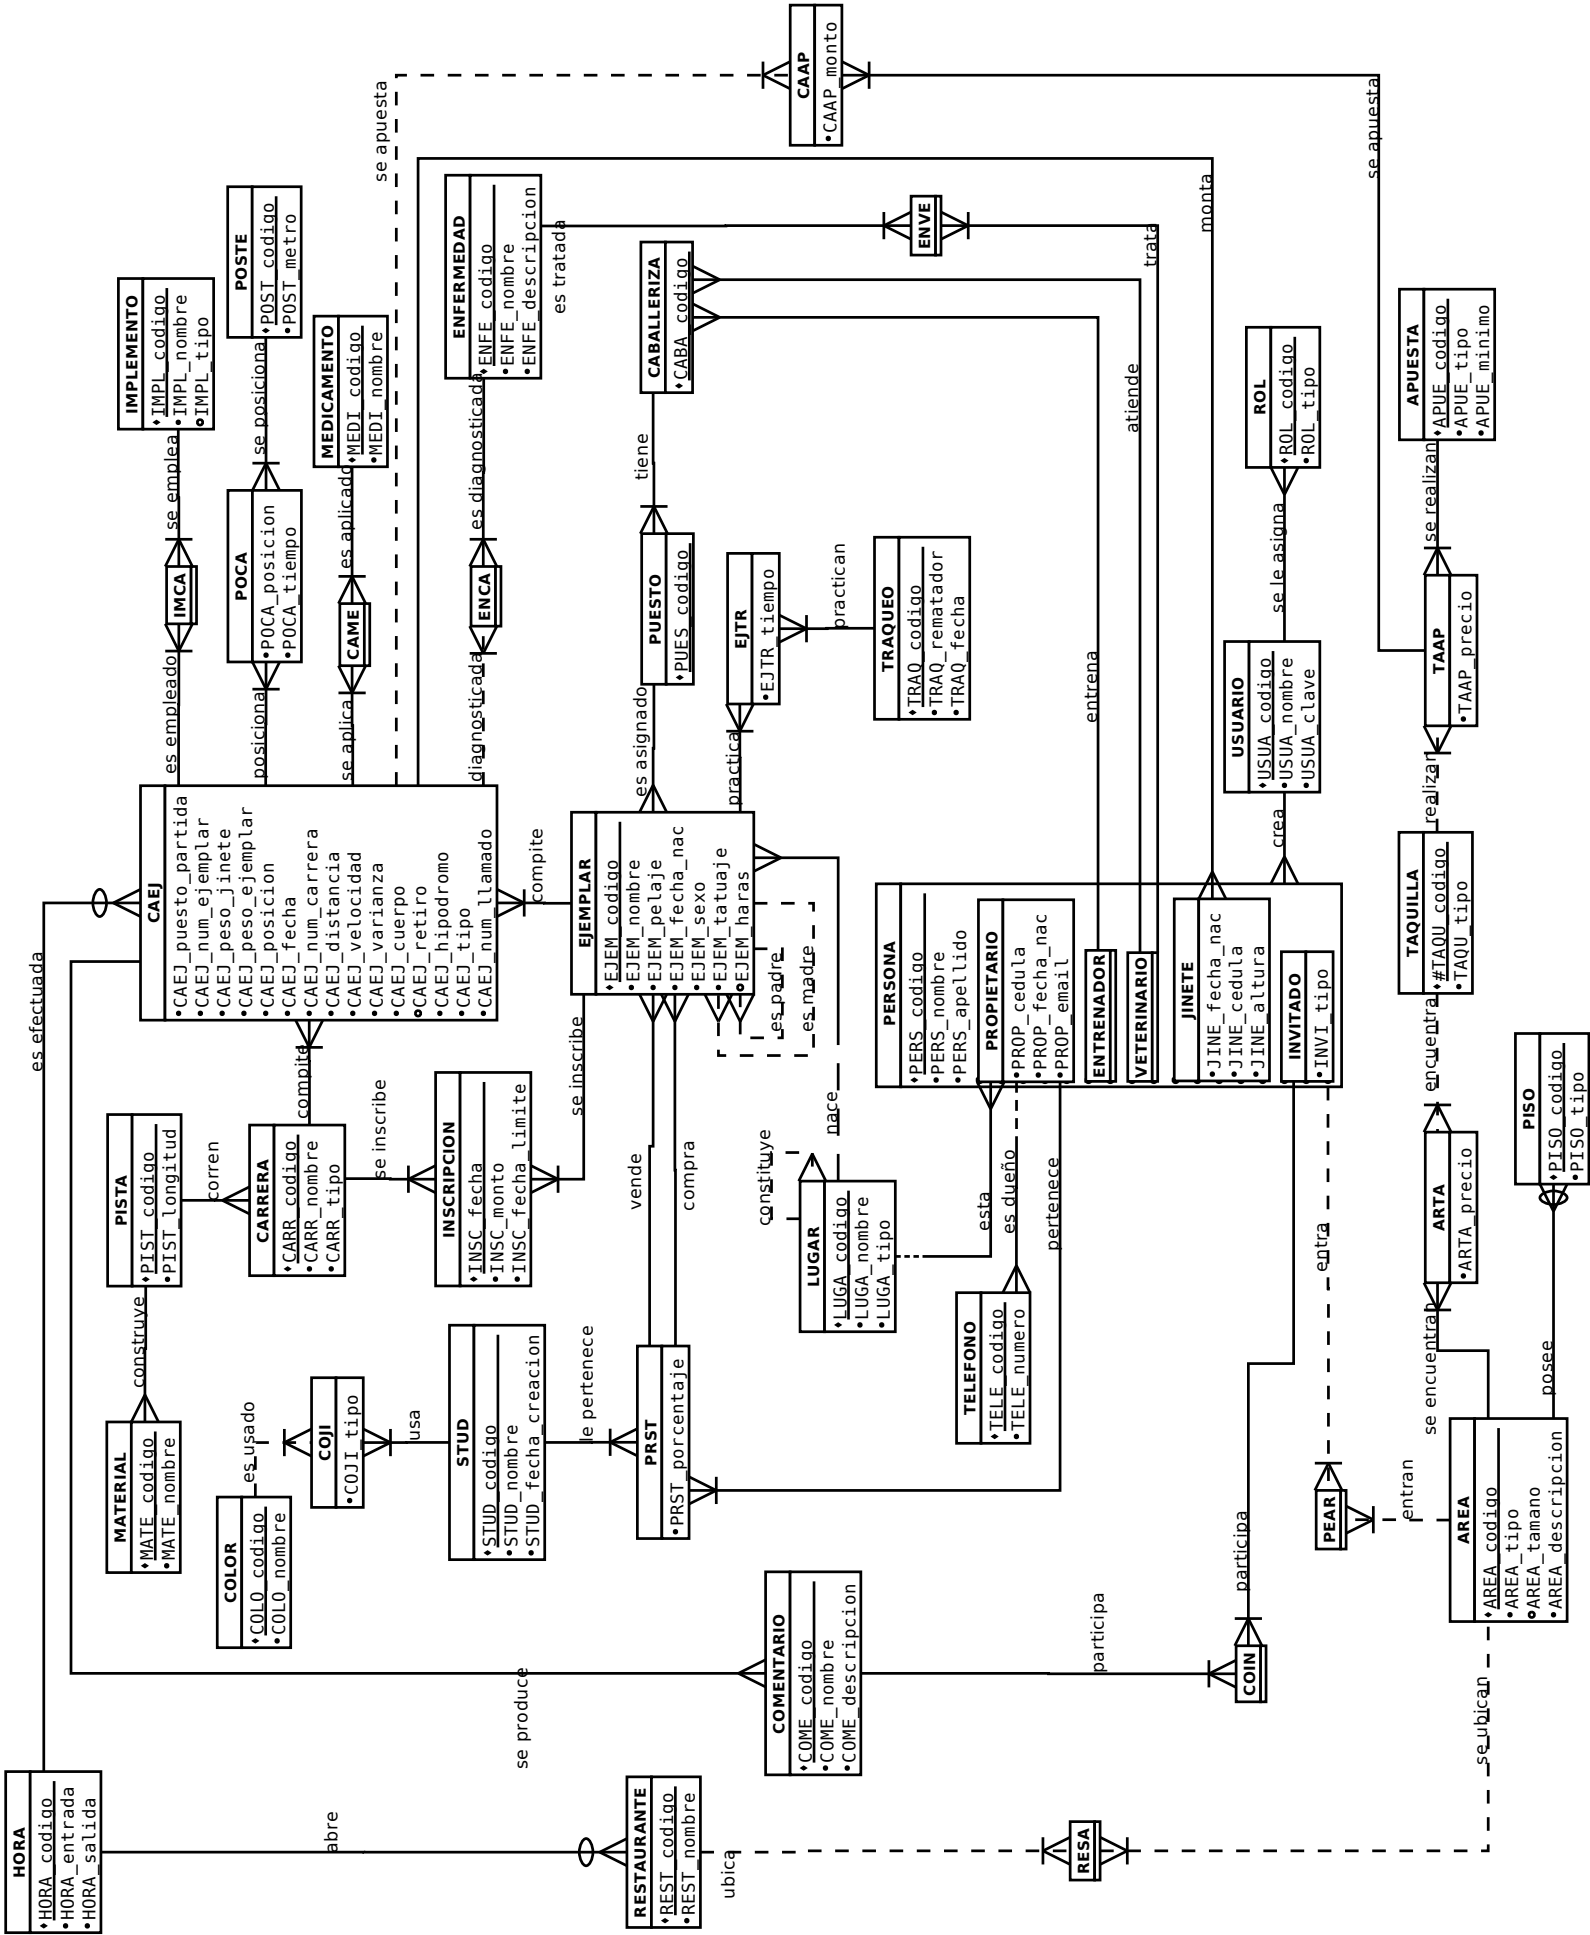 HORA
HORA_codigo
HORA_entrada
HORA_salida
abre
RESTAURANTE
REST_codigo
REST_nombre
ubica
RESA
se ubican
es efectuada
se produce
COMENTARIO
COME_codigo
COME_nombre
COME_descripcion
participa
COIN
participa
MATERIAL
MATE_codigo
MATE_nombre
construye
PISTA
PIST_codigo
PIST_longitud
corren
COLOR
COLO_codigo
COLO_nombre
es usado
COJI
COJI_tipo
usa
STUD
STUD_codigo
STUD_nombre
STUD_fecha_creacion
le pertenece
PRST
PRST_porcentaje
vende
compra
CARRERA
CARR_codigo
CARR_nombre
CARR_tipo
compite
se inscribe
INSCRIPCION
INSC_fecha
INSC_monto
INSC_fecha_limite
se inscribe
CAEJ
CAEJ_puesto_partida
CAEJ_num_ejemplar
CAEJ_peso_jinete
CAEJ_peso_ejemplar
CAEJ_posicion
CAEJ_fecha
CAEJ_num_carrera
CAEJ_distancia
CAEJ_velocidad
CAEJ_varianza
CAEJ_cuerpo
CAEJ_retiro
CAEJ_hipodromo
CAEJ_tipo
CAEJ_num_llamado
compite
es empleado
IMCA
se emplea
IMPLEMENTO
IMPL_codigo
IMPL_nombre
IMPL_tipo
posiciona
POCA
POCA_posicion
POCA_tiempo
se posiciona
POSTE
POST_codigo
POST_metro
se aplica
CAME
es aplicado
MEDICAMENTO
MEDI_codigo
MEDI_nombre
se apuesta
CAAP
CAAP_monto
se apuesta
diagnosticada
ENCA
es diagnosticada
ENFERMEDAD
ENFE_codigo
ENFE_nombre
ENFE_descripcion
es tratada
ENVE
trata
monta
EJEMPLAR
EJEM_codigo
EJEM_nombre
EJEM_pelaje
EJEM_fecha_nac
EJEM_sexo
EJEM_tatuaje
EJEM_haras
es padre
es madre
es asignado
PUESTO
PUES_codigo
tiene
CABALLERIZA
CABA_codigo
practica
EJTR
EJTR_tiempo
practican
TRAQUEO
TRAQ_codigo
TRAQ_rematador
TRAQ_fecha
entrena
atiende
nace
constituye
LUGAR
LUGA_codigo
LUGA_nombre
LUGA_tipo
esta
es dueño
pertenece
TELEFONO
TELE_codigo
TELE_numero
PERSONA
PERS_codigo
PERS_nombre
PERS_apellido
PROPIETARIO
PROP_cedula
PROP_fecha_nac
PROP_email
ENTRENADOR
VETERINARIO
JINETE
JINE_fecha_nac
JINE_cedula
JINE_altura
INVITADO
INVI_tipo
crea
USUARIO
USUA_codigo
USUA_nombre
USUA_clave
se le asigna
ROL
ROL_codigo
ROL_tipo
entra
PEAR
entran
AREA
AREA_codigo
AREA_tipo
AREA_tamano
AREA_descripcion
se encuentran
ARTA
ARTA_precio
encuentra
TAQUILLA
#TAQU_codigo
TAQU_tipo
realizar
TAAP
TAAP_precio
se realizan
APUESTA
APUE_codigo
APUE_tipo
APUE_minimo
posee
PISO
PISO_codigo
PISO_tipo